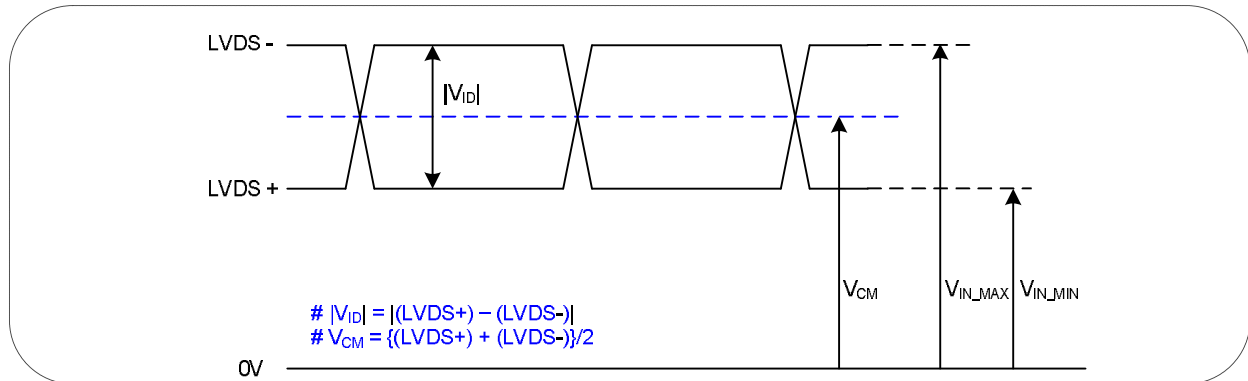 LVDS -
|VID|
LVDS +
VCM
VIN_MAX
VIN_MIN
# |VID| = |(LVDS+) – (LVDS-)|
# VCM = {(LVDS+) + (LVDS-)}/2
0V